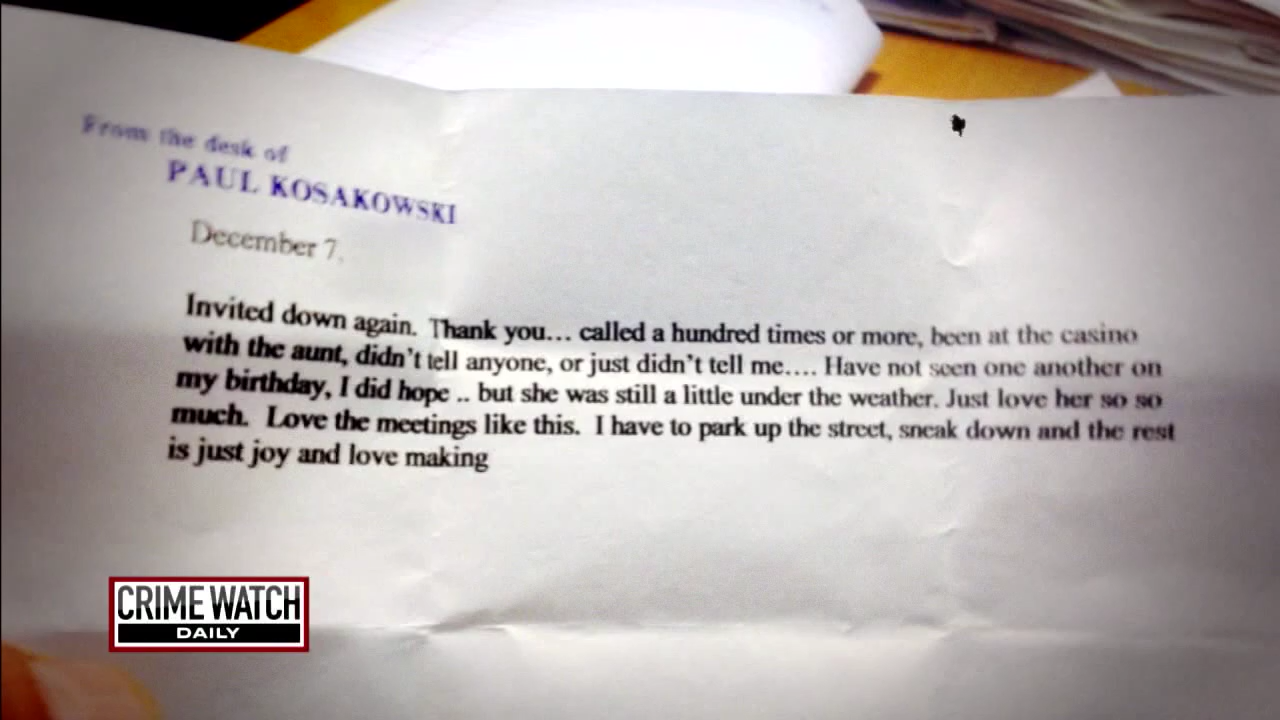 From the desk of
PAUL KOSAKOWSKI
December 7,
Invited down again.  Thank you... called a hundred times or more, been at the casino
with the aunt, didn't tell anyone, or just didn't tell me.... Have not seen one another on
my birthday, I did hope .. but she was still a little under the weather. Just love her so so
much.  Love the meetings like this.  I have to park up the street, sneak down and the rest
is just joy and love making
CRIME WATCH
DAILY